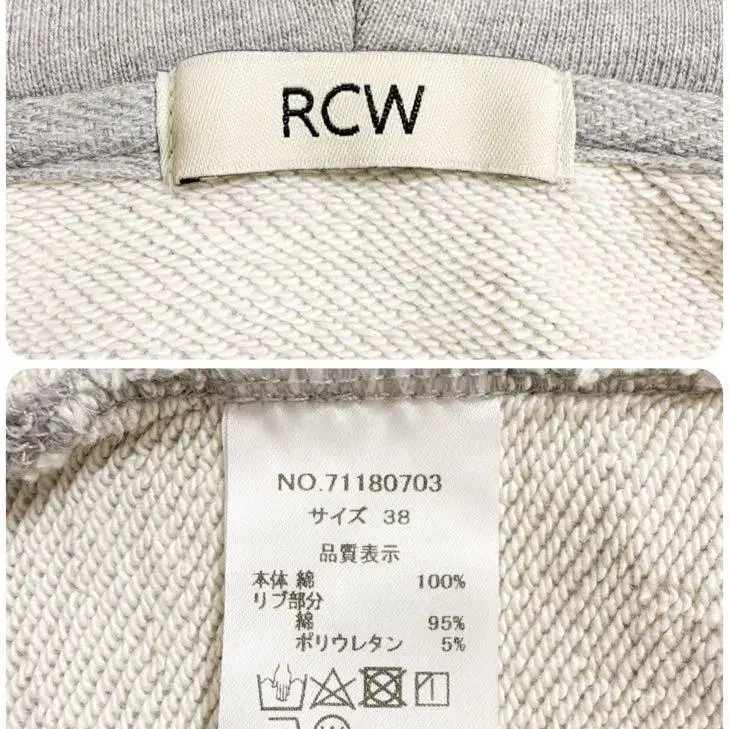 RCW
NO.71180703
サイズ 38
品質表示
本体 綿 100%
リブ部分
綿 95%
ポリウレタン 5%